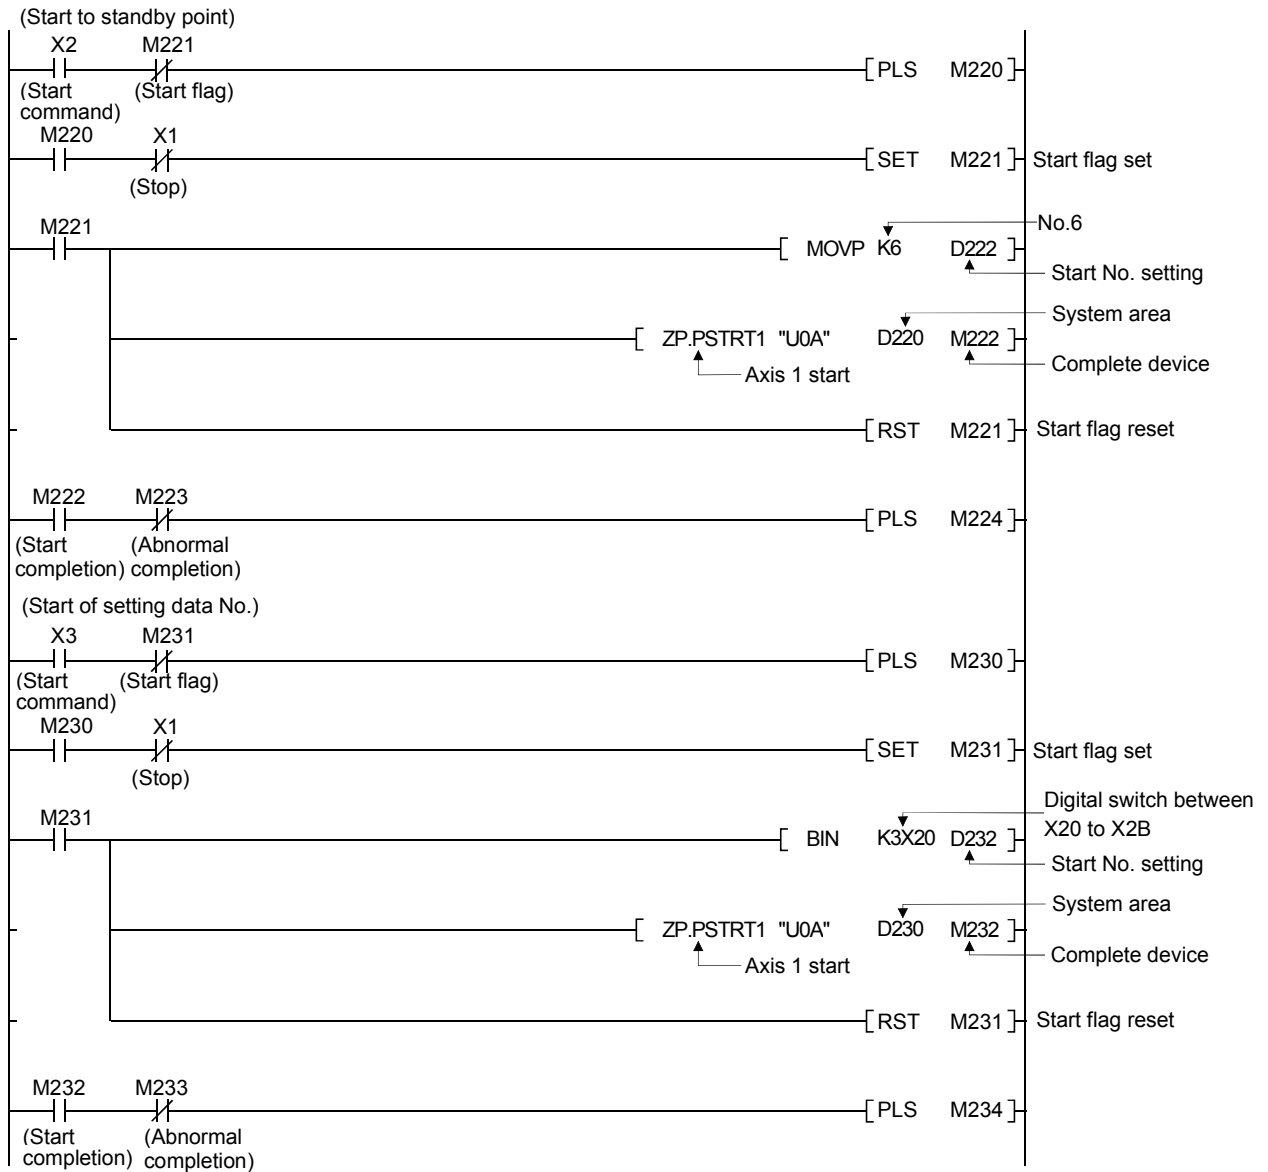 (Start to standby point)
X2 M221
PLS M220
(Start command) (Start flag)
M220 X1
SET M221 Start flag set
(Stop)
M221
No.6
MOVP K6 D222
Start No. setting
System area
ZP.PSTRT1 "U0A" D220 M222
Axis 1 start
Complete device
RST M221 Start flag reset
M222 M223
PLS M224
(Start completion) (Abnormal completion)
(Start of setting data No.)
X3 M231
PLS M230
(Start command) (Start flag)
M230 X1
SET M231 Start flag set
(Stop)
M231
Digital switch between
X20 to X2B
BIN K3X20 D232
Start No. setting
System area
ZP.PSTRT1 "U0A" D230 M232
Complete device
Axis 1 start
RST M231 Start flag reset
M232 M233
PLS M234
(Start completion) (Abnormal completion)